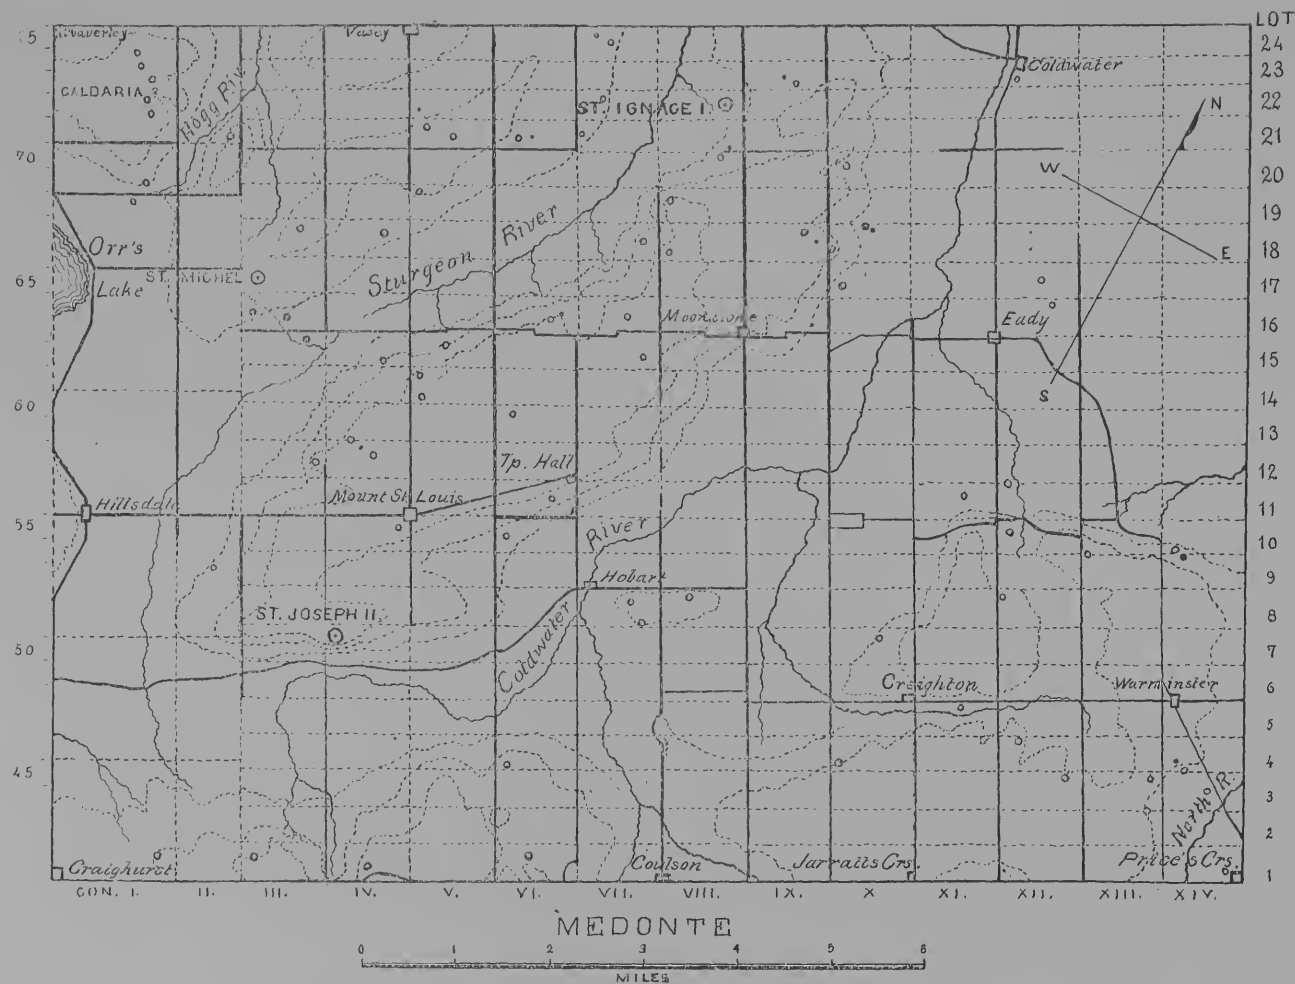 LOT
Waverley
Vasey
75
24
Coldwater
23
CALDARIA
22
Hogg River
ST. IGNACE I.
N
21
70
W
20
19
Orr's
Sturgeon River
18
E
65
ST. MICHEL
Lake
17
Moonstone
Eady
16
15
S
60
14
13
Tp. Hall
12
Hillsdale
Mount St. Louis
11
55
River
10
Hobart
9
ST. JOSEPH II.
8
Coldwater
50
7
Creighton
Warminster
6
5
45
4
North R.
3
2
Craighurst
Coulson
Jarratts Crs.
Price's Crs.
1
CON. I. II. III. IV. V. VI. VII. VIII. IX. X XI. XII. XIII. XIV.
MEDONTE
0 1 2 3 4 5 6
MILES